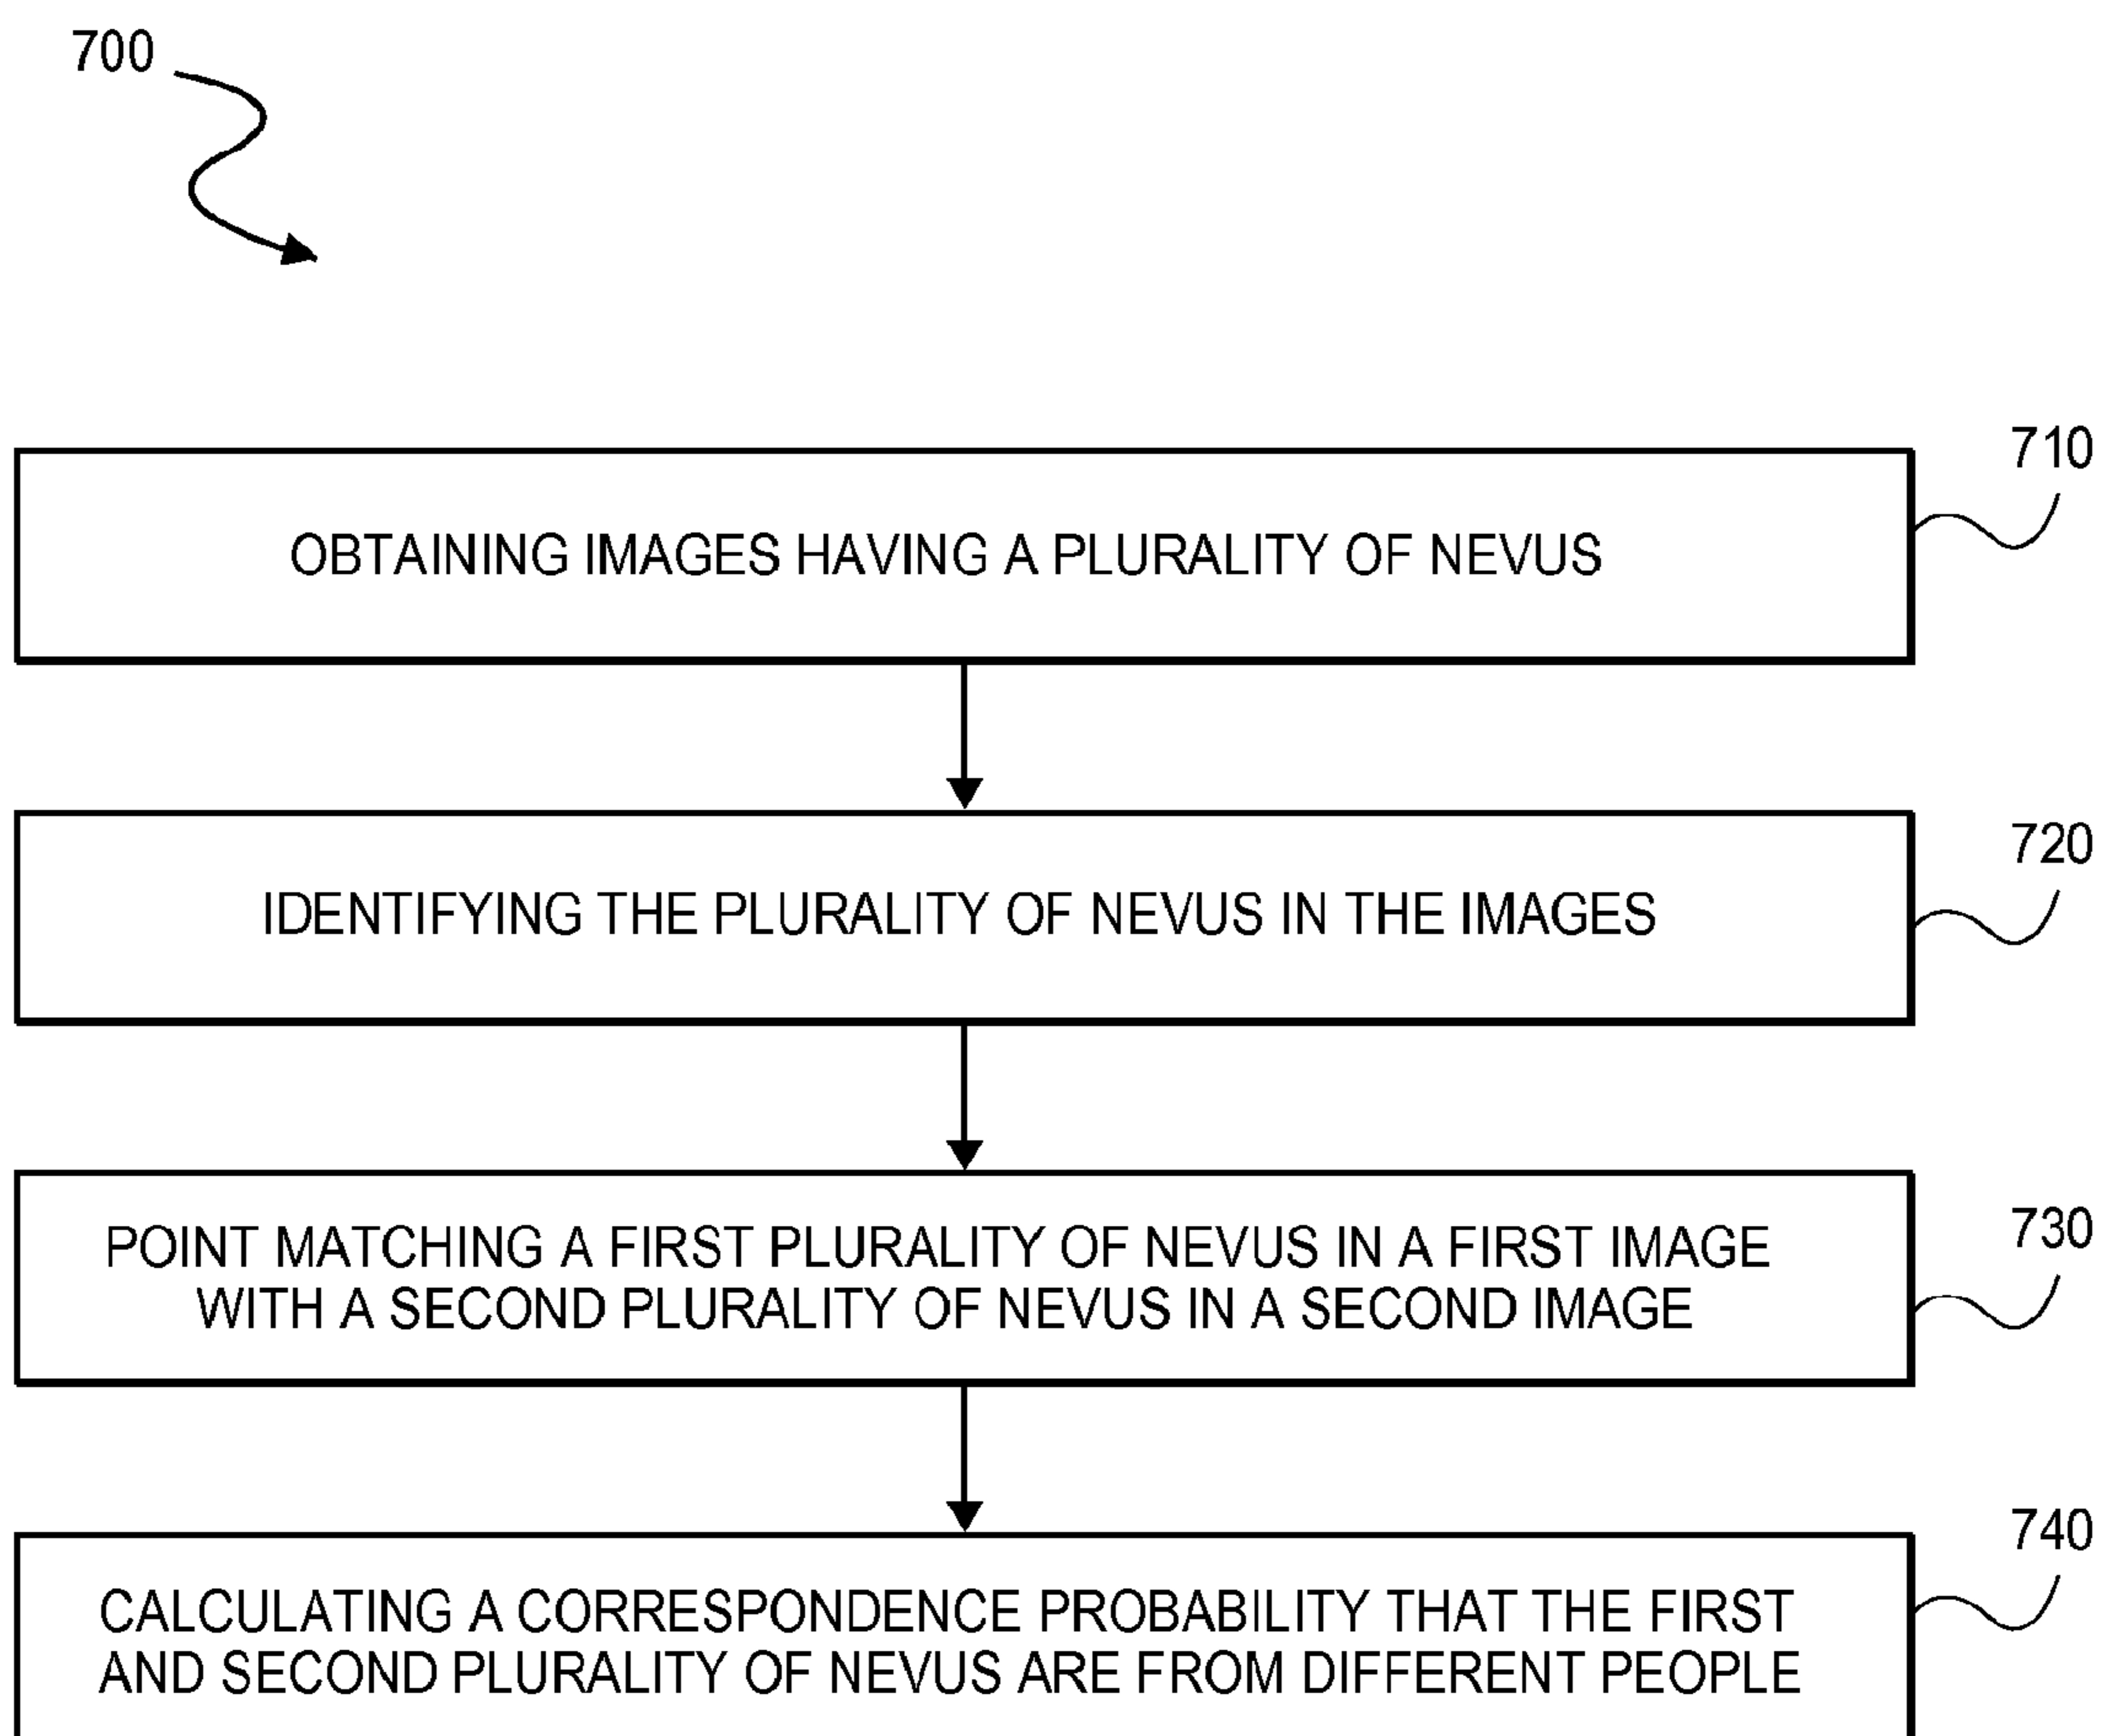 700
710
OBTAINING IMAGES HAVING A PLURALITY OF NEVUS
720
IDENTIFYING THE PLURALITY OF NEVUS IN THE IMAGES
730
POINT MATCHING A FIRST PLURALITY OF NEVUS IN A FIRST IMAGE
WITH A SECOND PLURALITY OF NEVUS IN A SECOND IMAGE
740
CALCULATING A CORRESPONDENCE PROBABILITY THAT THE FIRST
AND SECOND PLURALITY OF NEVUS ARE FROM DIFFERENT PEOPLE